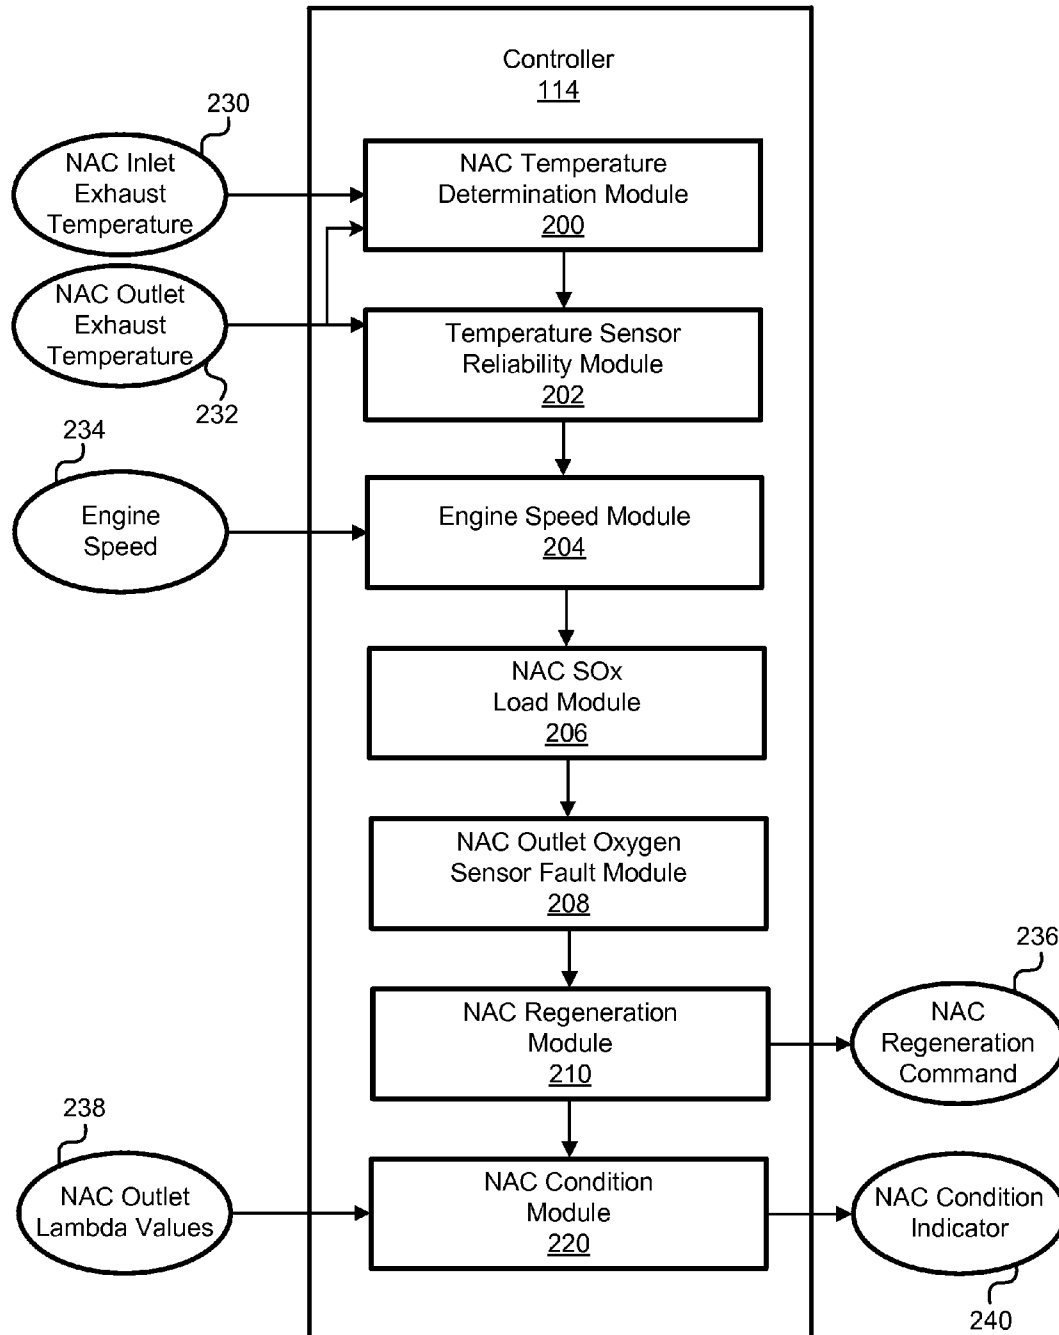 Controller
114
230
NAC Inlet
Exhaust
Temperature
NAC Temperature
Determination Module
200
NAC Outlet
Exhaust
Temperature
232
Temperature Sensor
Reliability Module
202
234
Engine
Speed
Engine Speed Module
204
NAC SOx
Load Module
206
NAC Outlet Oxygen
Sensor Fault Module
208
NAC Regeneration
Module
210
236
NAC
Regeneration
Command
238
NAC Outlet
Lambda Values
NAC Condition
Module
220
NAC Condition
Indicator
240